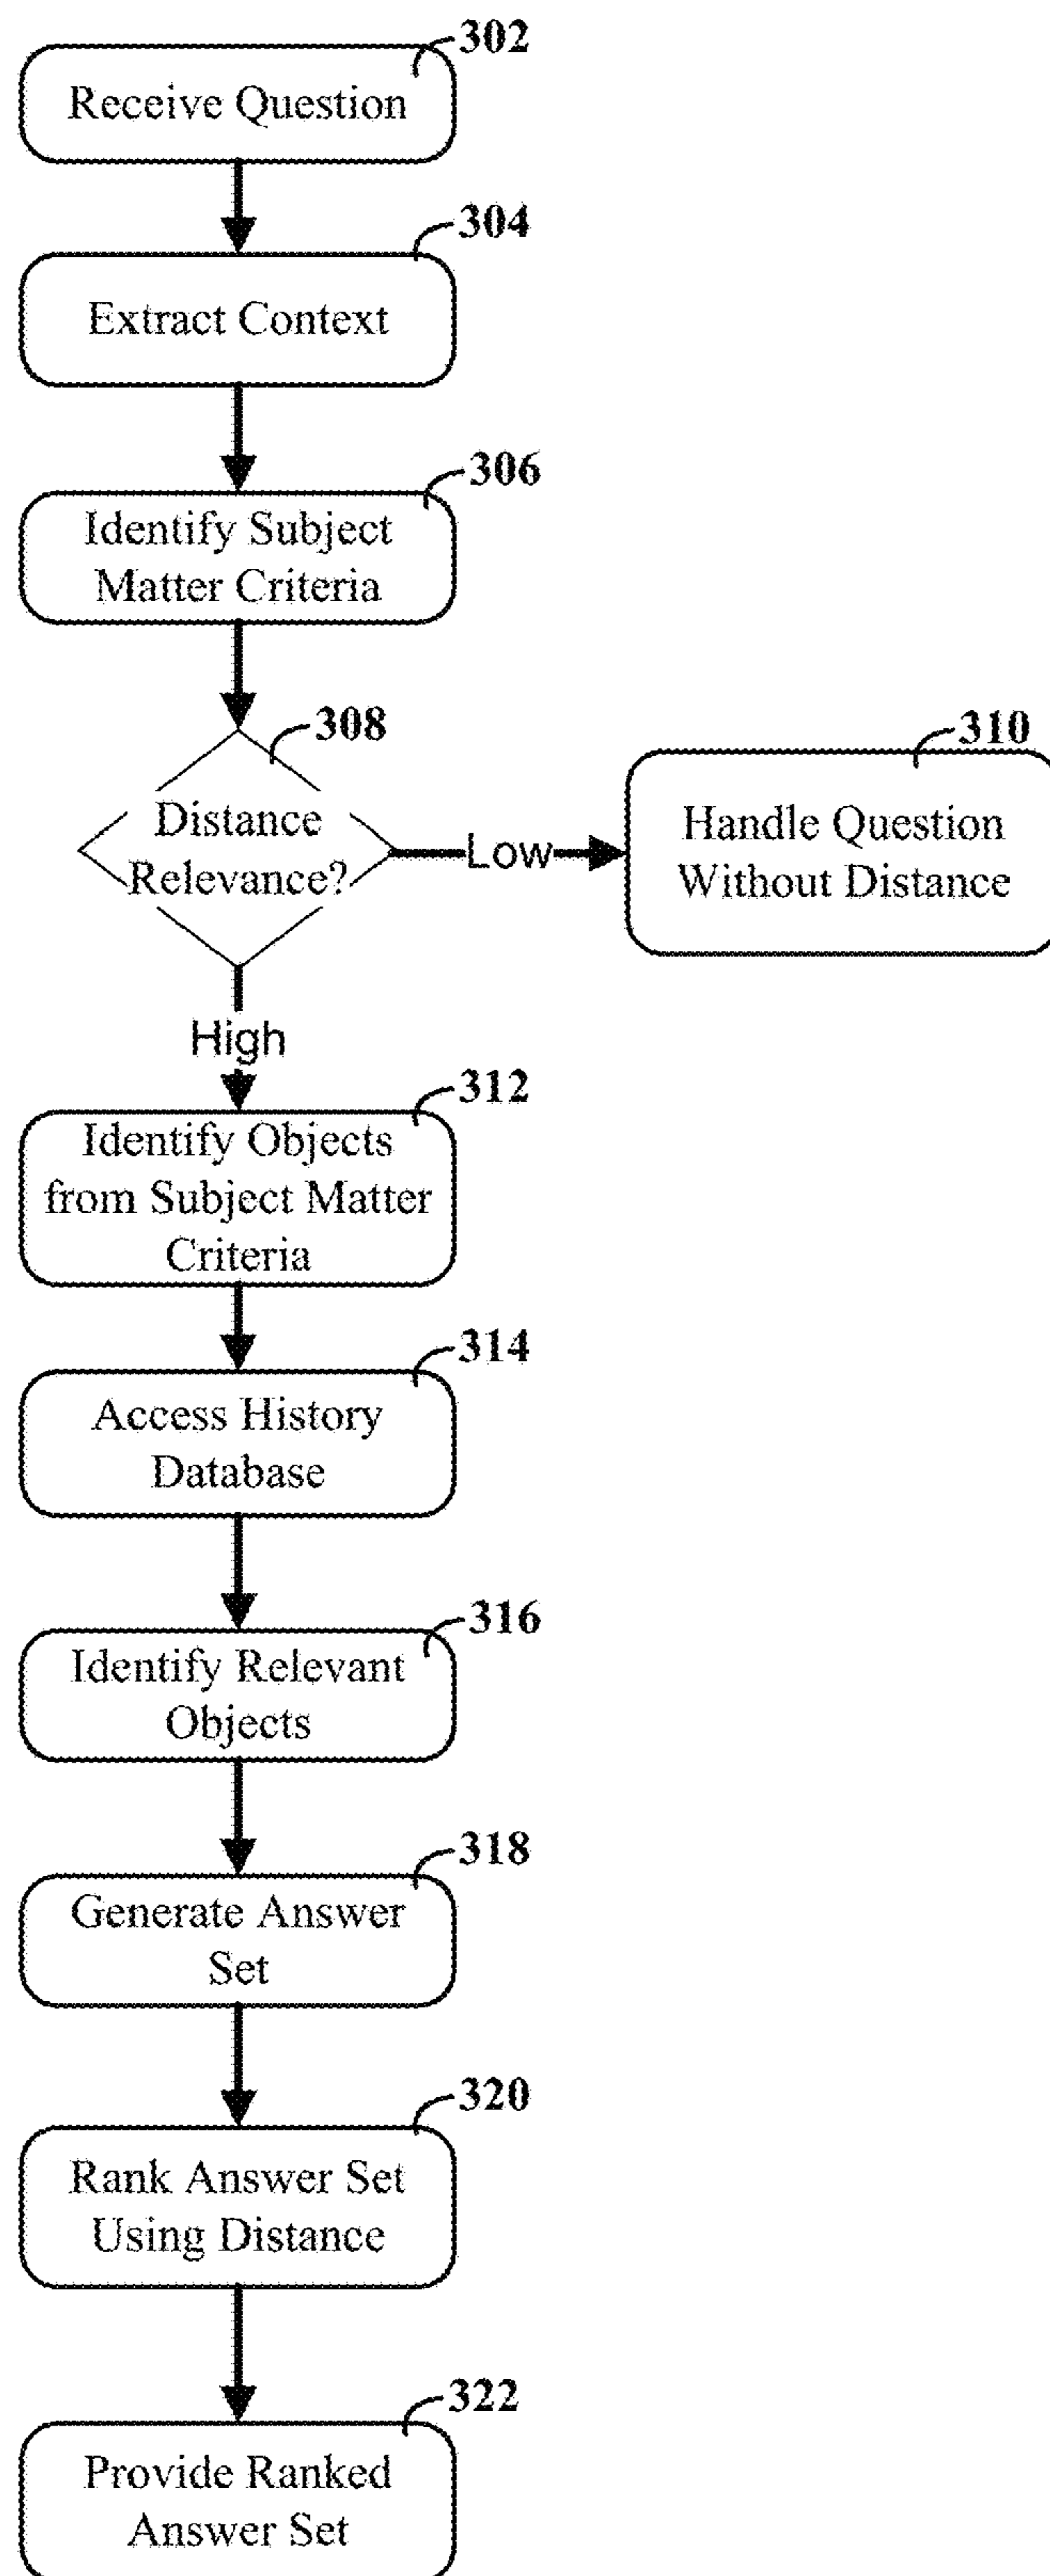 302
Receive Question
304
Extract Context
306
Identify Subject
Matter Criteria
308
Distance
Relevance?
Low
310
Handle Question
Without Distance
High
312
Identify Objects
from Subject Matter
Criteria
314
Access History
Database
316
Identify Relevant
Objects
318
Generate Answer
Set
320
Rank Answer Set
Using Distance
322
Provide Ranked
Answer Set